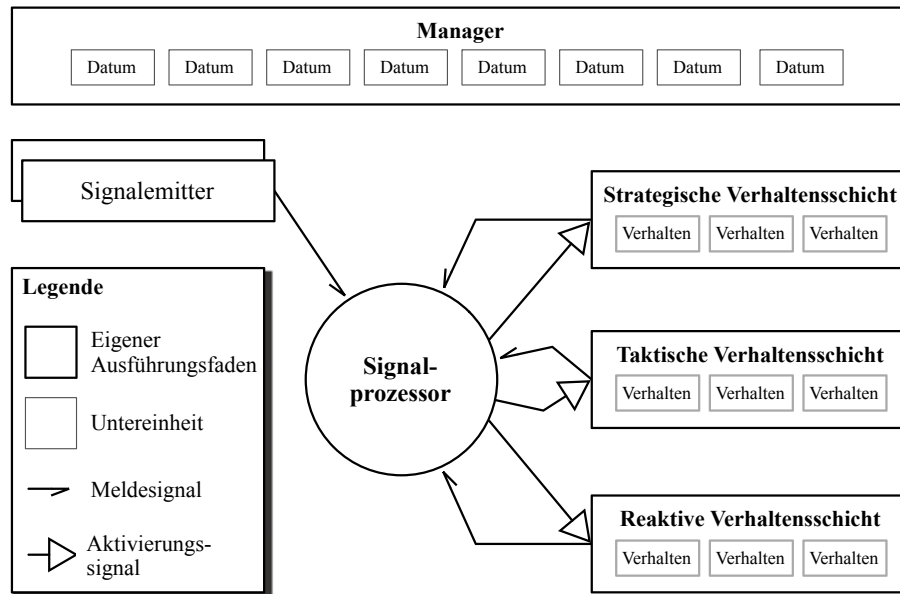 Manager
Datum Datum Datum Datum Datum Datum Datum Datum
Signalemitter
Strategische Verhaltensschicht
Verhalten Verhalten Verhalten
Legende
Eigener
Ausführungsfaden
Untereinheit
Meldesignal
Aktivierungs-
signal
Signal-
prozessor
Taktische Verhaltensschicht
Verhalten Verhalten Verhalten
Reaktive Verhaltensschicht
Verhalten Verhalten Verhalten